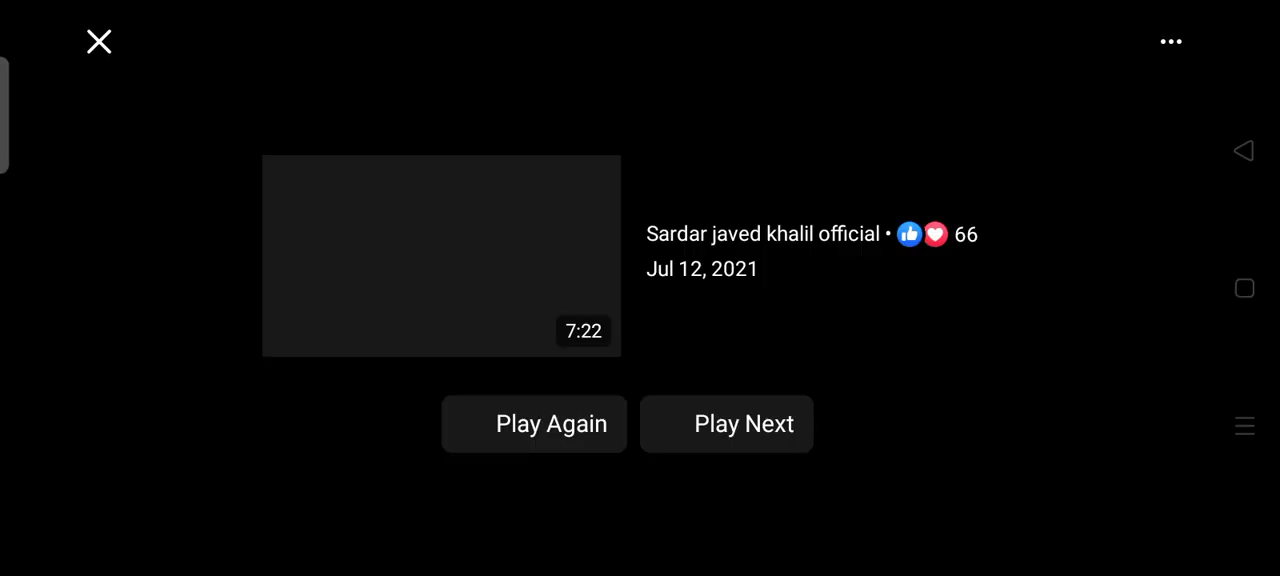 Sardar javed khalil official • 66
Jul 12, 2021
7:22
Play Again
Play Next